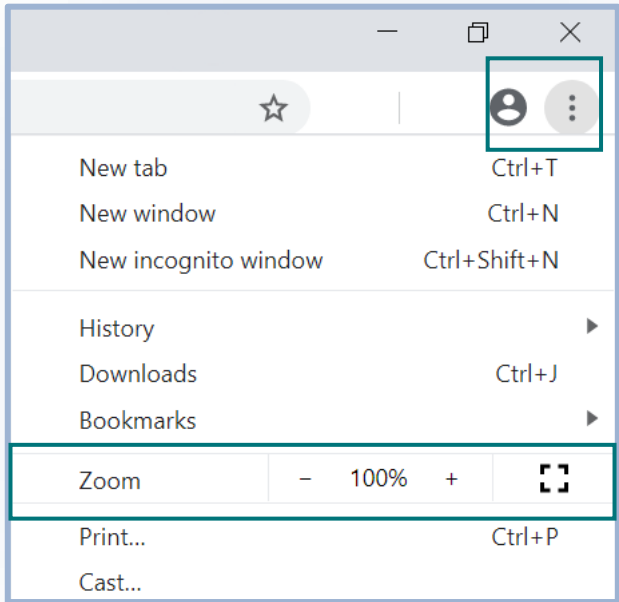 New tab Ctrl+T
New window Ctrl+N
New incognito window Ctrl+Shift+N
History
Downloads Ctrl+J
Bookmarks
Zoom - 100% +
Print... Ctrl+P
Cast...